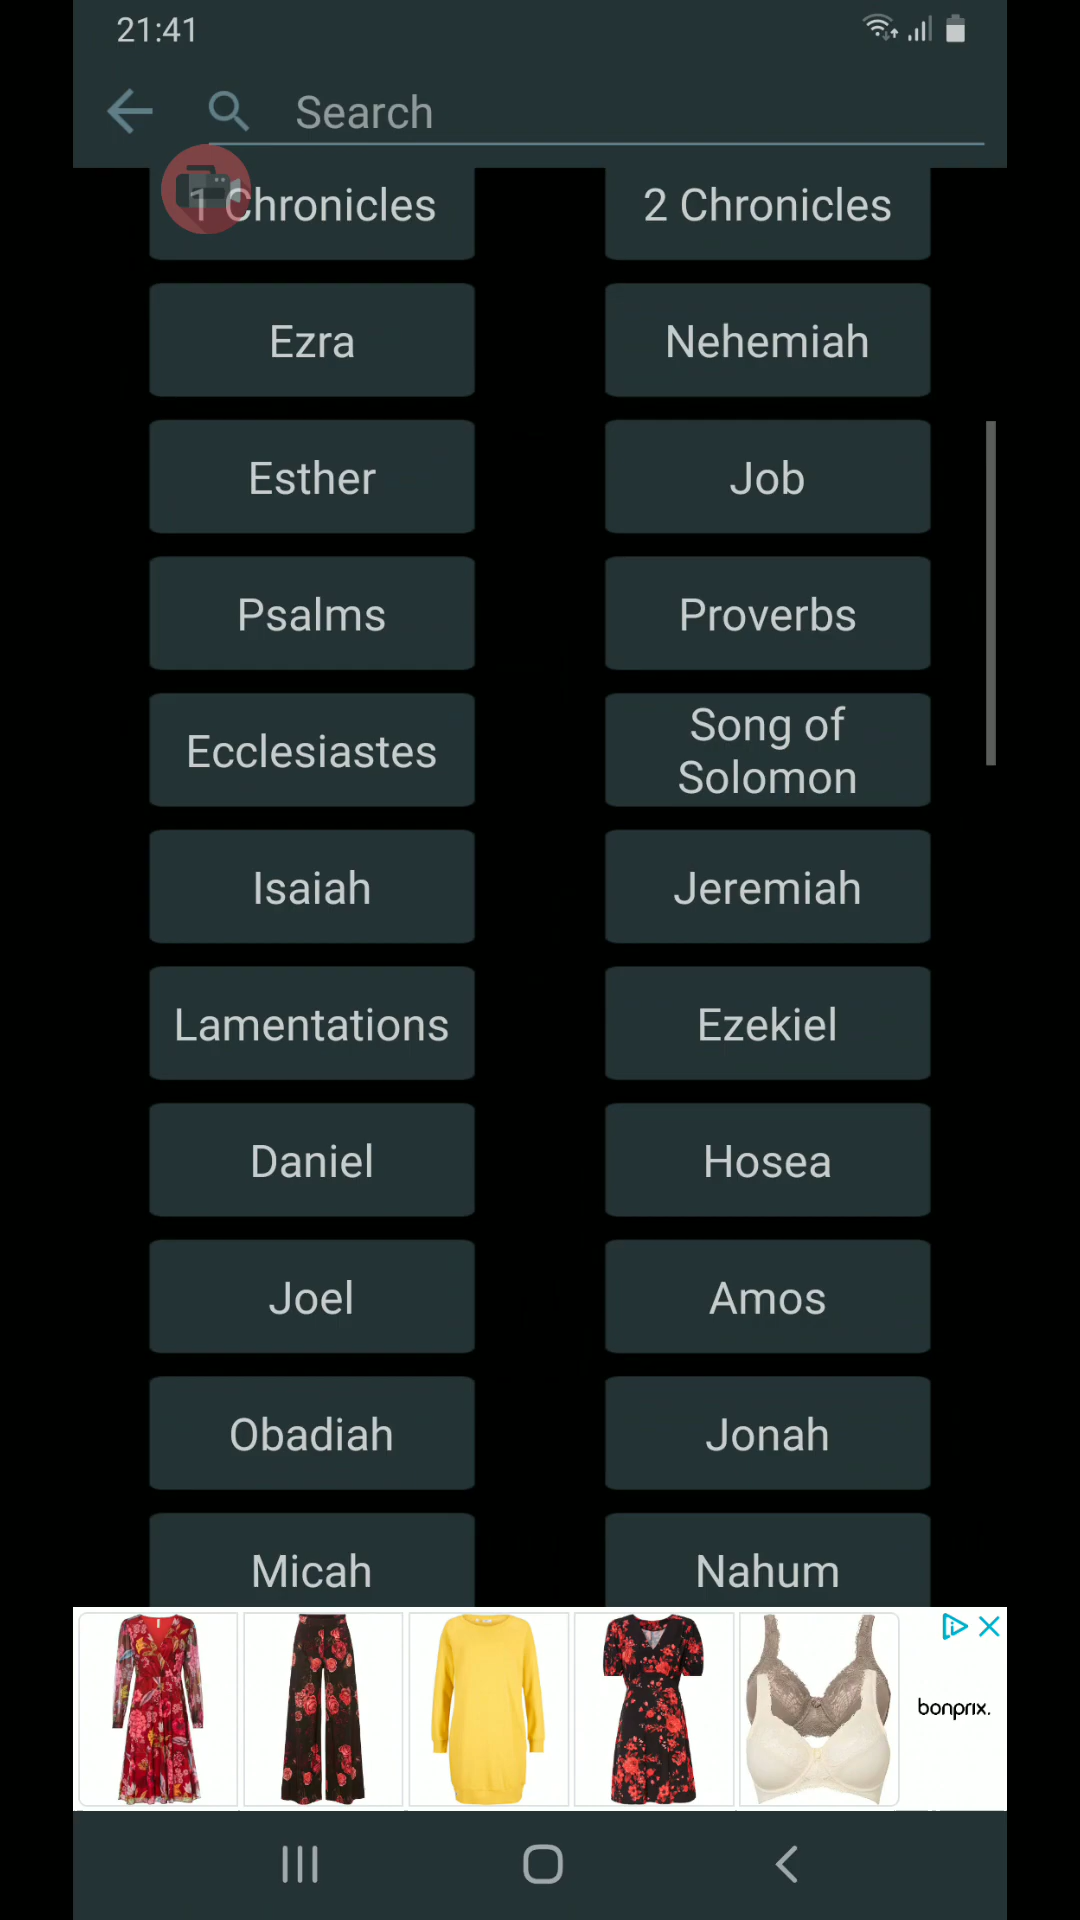 21:41
Search
1 Chronicles
2 Chronicles
Ezra
Nehemiah
Esther
Job
Psalms
Proverbs
Ecclesiastes
Song of
Solomon
Isaiah
Jeremiah
Lamentations
Ezekiel
Daniel
Hosea
Joel
Amos
Obadiah
Jonah
Micah
Nahum
bonprix.